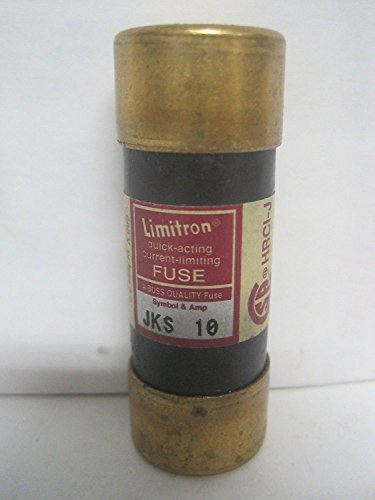 Limitron®
quick-acting
current-limiting
FUSE
A BUSS QUALITY Fuse
Symbol & Amp
JKS 10
® HRCI-J